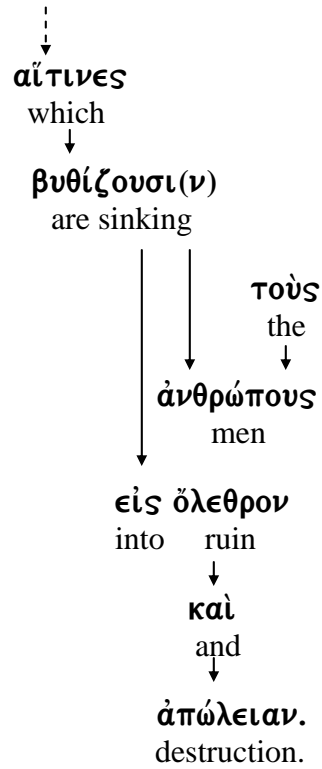 αἵτινες
which
βυθίζουσι(ν)
are sinking
τοὺς
the
ἀνθρώπους
men
εἰς ὄλεθρον
into ruin
καὶ
and
ἀπώλειαν.
destruction.